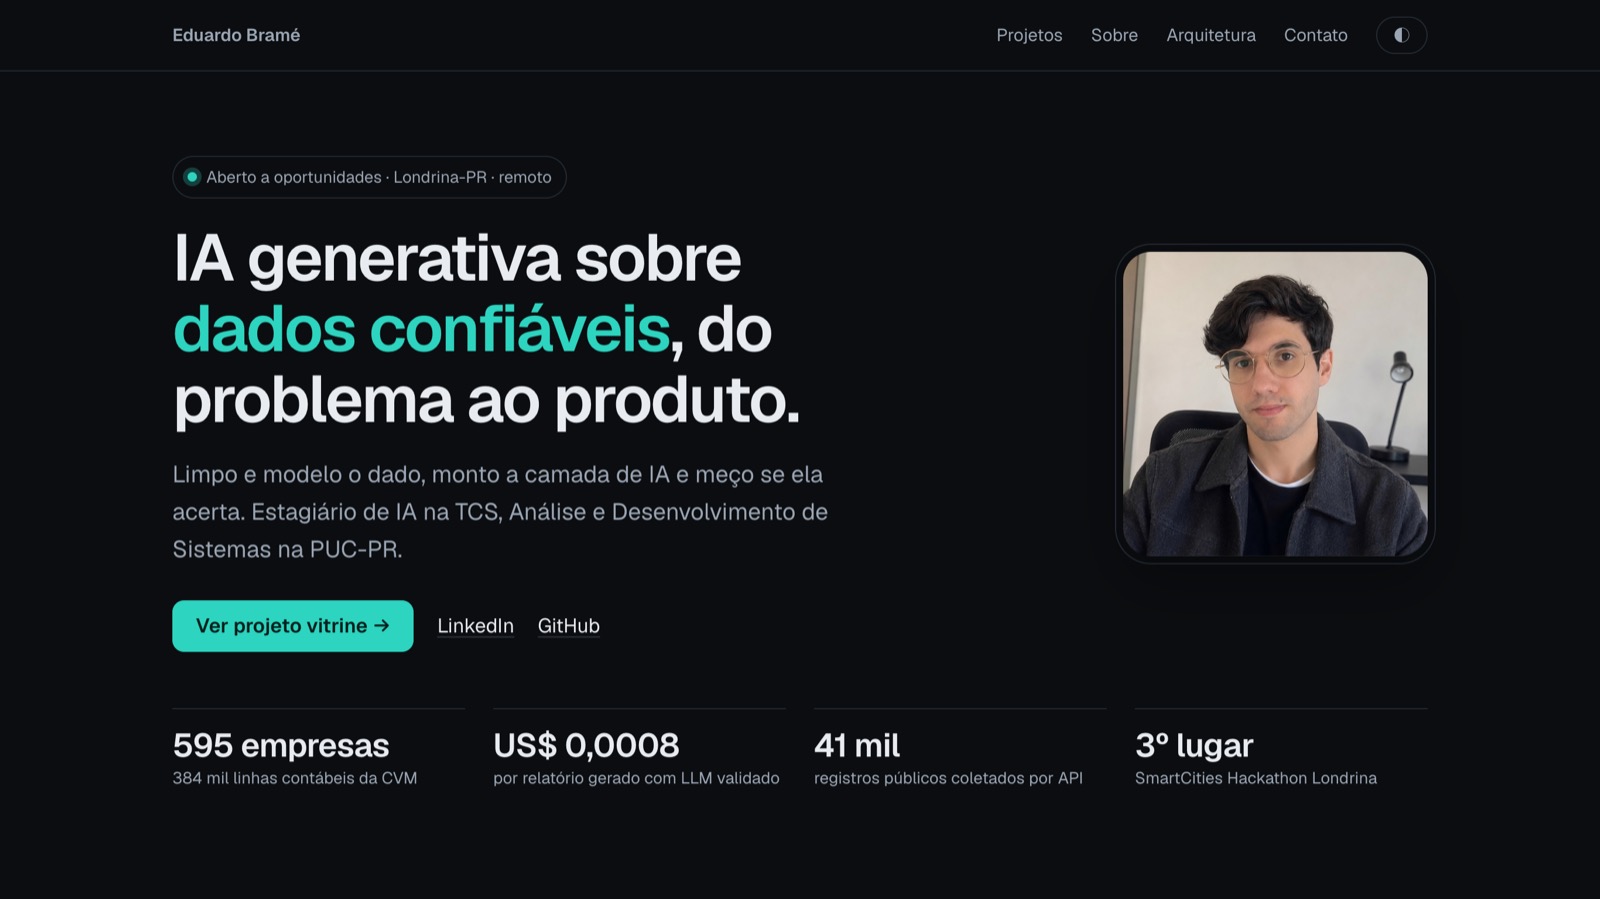 Eduardo Bramé
Projetos Sobre Arquitetura Contato
Aberto a oportunidades · Londrina-PR · remoto
IA generativa sobre
dados confiáveis, do
problema ao produto.
Limpo e modelo o dado, monto a camada de IA e meço se ela
acerta. Estagiário de IA na TCS, Análise e Desenvolvimento de
Sistemas na PUC-PR.
Ver projeto vitrine → LinkedIn GitHub
595 empresas
384 mil linhas contábeis da CVM
US$ 0,0008
por relatório gerado com LLM validado
41 mil
registros públicos coletados por API
3º lugar
SmartCities Hackathon Londrina